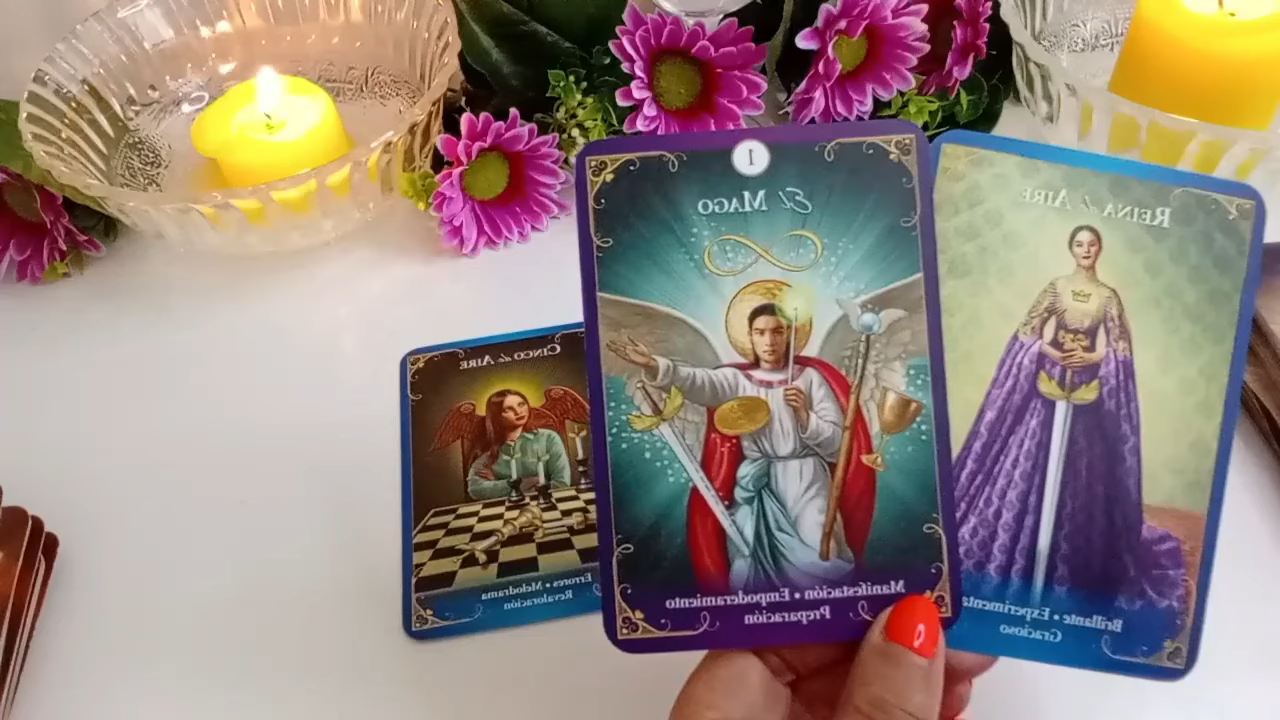 I
El MAGO
Manifestación • Empoderamiento
Preparación
REINA de AIRE
Brillante • Experimenta
Gracioso
CINCO de AIRE
Errores • Melodrama
Revaloración